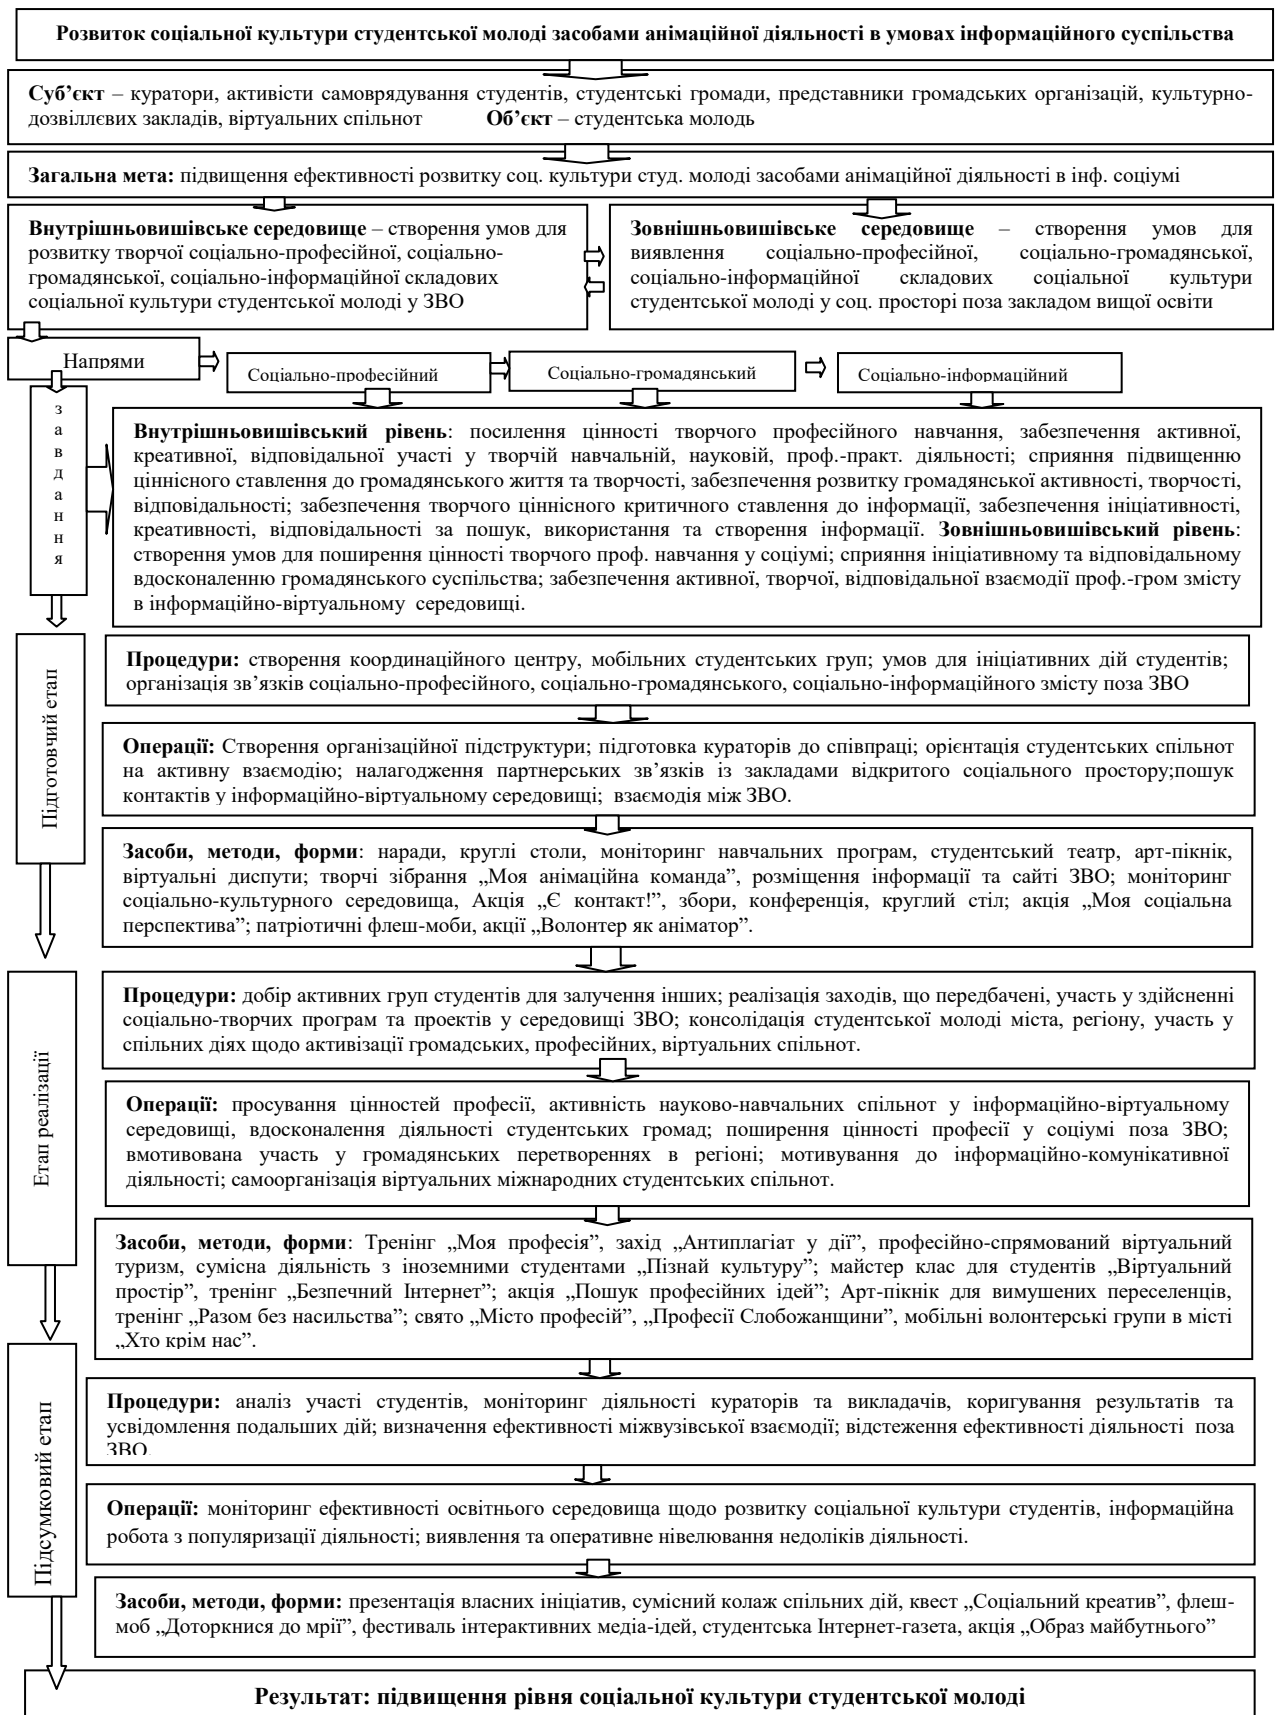 Розвиток соціальної культури студентської молоді засобами анімаційної діяльності в умовах інформаційного суспільства
Суб’єкт – куратори, активісти самоврядування студентів, студентські громади, представники громадських організацій, культурно-
дозвіллєвих закладів, віртуальних спільнот Об’єкт – студентська молодь
Загальна мета: підвищення ефективності розвитку соц. культури студ. молоді засобами анімаційної діяльності в інф. соціумі
Внутрішньовишівське середовище – створення умов для
розвитку творчої соціально-професійної, соціально-
громадянської, соціально-інформаційної складових
соціальної культури студентської молоді у ЗВО
Зовнішньовишівське середовище – створення умов для
виявлення соціально-професійної, соціально-громадянської,
соціально-інформаційної складових соціальної культури
студентської молоді у соц. просторі поза закладом вищої освіти
Напрями
Соціально-професійний
Соціально-громадянський
Соціально-інформаційний
з
а
в
д
а
н
н
я
Внутрішньовишівський рівень: посилення цінності творчого професійного навчання, забезпечення активної,
креативної, відповідальної участі у творчій навчальній, науковій, проф.-практ. діяльності; сприяння підвищенню
ціннісного ставлення до громадянського життя та творчості, забезпечення розвитку громадянської активності, творчості,
відповідальності; забезпечення творчого ціннісного критичного ставлення до інформації, забезпечення ініціативності,
креативності, відповідальності за пошук, використання та створення інформації. Зовнішньовишівський рівень:
створення умов для поширення цінності творчого проф. навчання у соціумі; сприяння ініціативному та відповідальному
вдосконаленню громадянського суспільства; забезпечення активної, творчої, відповідальної взаємодії проф.-гром змісту
в інформаційно-віртуальному середовищі.
Підготовчий етап
Процедури: створення координаційного центру, мобільних студентських груп; умов для ініціативних дій студентів;
організація зв’язків соціально-професійного, соціально-громадянського, соціально-інформаційного змісту поза ЗВО
Операції: Створення організаційної підструктури; підготовка кураторів до співпраці; орієнтація студентських спільнот
на активну взаємодію; налагодження партнерських зв’язків із закладами відкритого соціального простору;пошук
контактів у інформаційно-віртуальному середовищі; взаємодія між ЗВО.
Засоби, методи, форми: наради, круглі столи, моніторинг навчальних програм, студентський театр, арт-пікнік,
віртуальні диспути; творчі зібрання „Моя анімаційна команда”, розміщення інформації та сайті ЗВО; моніторинг
соціально-культурного середовища, Акція „Є контакт!”, збори, конференція, круглий стіл; акція „Моя соціальна
перспектива”; патріотичні флеш-моби, акції „Волонтер як аніматор”.
Етап реалізації
Процедури: добір активних груп студентів для залучення інших; реалізація заходів, що передбачені, участь у здійсненні
соціально-творчих програм та проектів у середовищі ЗВО; консолідація студентської молоді міста, регіону, участь у
спільних діях щодо активізації громадських, професійних, віртуальних спільнот.
Операції: просування цінностей професії, активність науково-навчальних спільнот у інформаційно-віртуальному
середовищі, вдосконалення діяльності студентських громад; поширення цінності професії у соціумі поза ЗВО;
вмотивована участь у громадянських перетвореннях в регіоні; мотивування до інформаційно-комунікативної
діяльності; самоорганізація віртуальних міжнародних студентських спільнот.
Засоби, методи, форми: Тренінг „Моя професія”, захід „Антиплагіат у дії”, професійно-спрямований віртуальний
туризм, сумісна діяльність з іноземними студентами „Пізнай культуру”; майстер клас для студентів „Віртуальний
простір”, тренінг „Безпечний Інтернет”; акція „Пошук професійних ідей”; Арт-пікнік для вимушених переселенців,
тренінг „Разом без насильства”; свято „Місто професій”, „Професії Слобожанщини”, мобільні волонтерські групи в місті
„Хто крім нас”.
Підсумковий етап
Процедури: аналіз участі студентів, моніторинг діяльності кураторів та викладачів, коригування результатів та
усвідомлення подальших дій; визначення ефективності міжвузівської взаємодії; відстеження ефективності діяльності поза
ЗВО.
Операції: моніторинг ефективності освітнього середовища щодо розвитку соціальної культури студентів, інформаційна
робота з популяризації діяльності; виявлення та оперативне нівелювання недоліків діяльності.
Засоби, методи, форми: презентація власних ініціатив, сумісний колаж спільних дій, квест „Соціальний креатив”, флеш-
моб „Доторкнися до мрії”, фестиваль інтерактивних медіа-ідей, студентська Інтернет-газета, акція „Образ майбутнього”
Результат: підвищення рівня соціальної культури студентської молоді